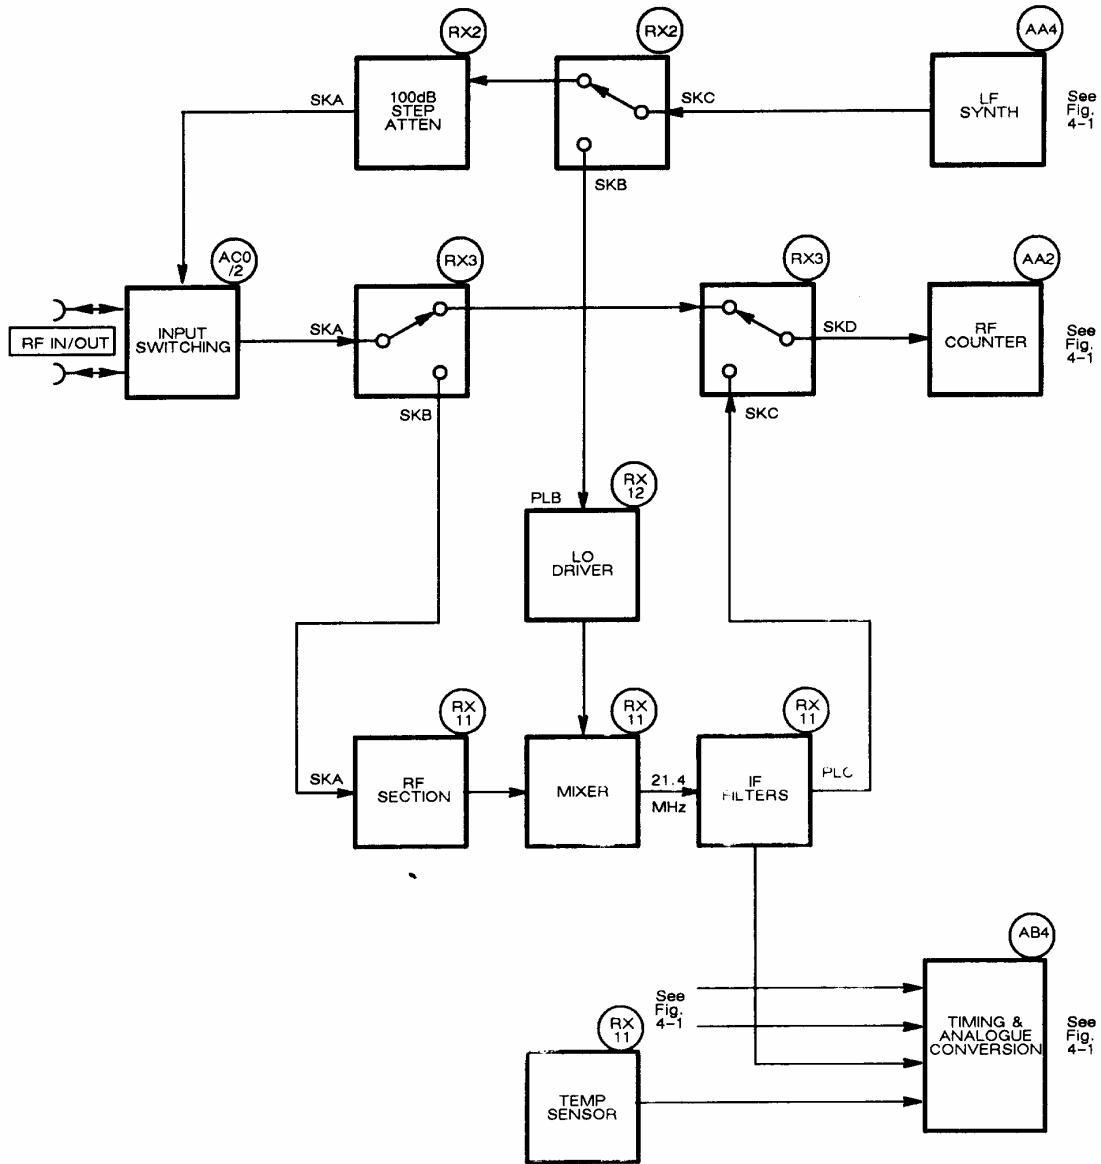 RX2
RX2
AA4
SKA
100dB
STEP
ATTEN
SKC
LF
SYNTH
See
Fig.
4-1
SKB
AC0
/2
RX3
RX3
AA2
RF IN/OUT
INPUT
SWITCHING
SKA
SKD
RF
COUNTER
See
Fig.
4-1
SKB
SKC
RX
12
PLB
LO
DRIVER
RX
11
RX
11
RX
11
SKA
RF
SECTION
MIXER
21.4
MHz
IF
FILTERS
PLC
AB4
See
Fig.
4-1
RX
11
TIMING &
ANALOGUE
CONVERSION
See
Fig.
4-1
TEMP
SENSOR